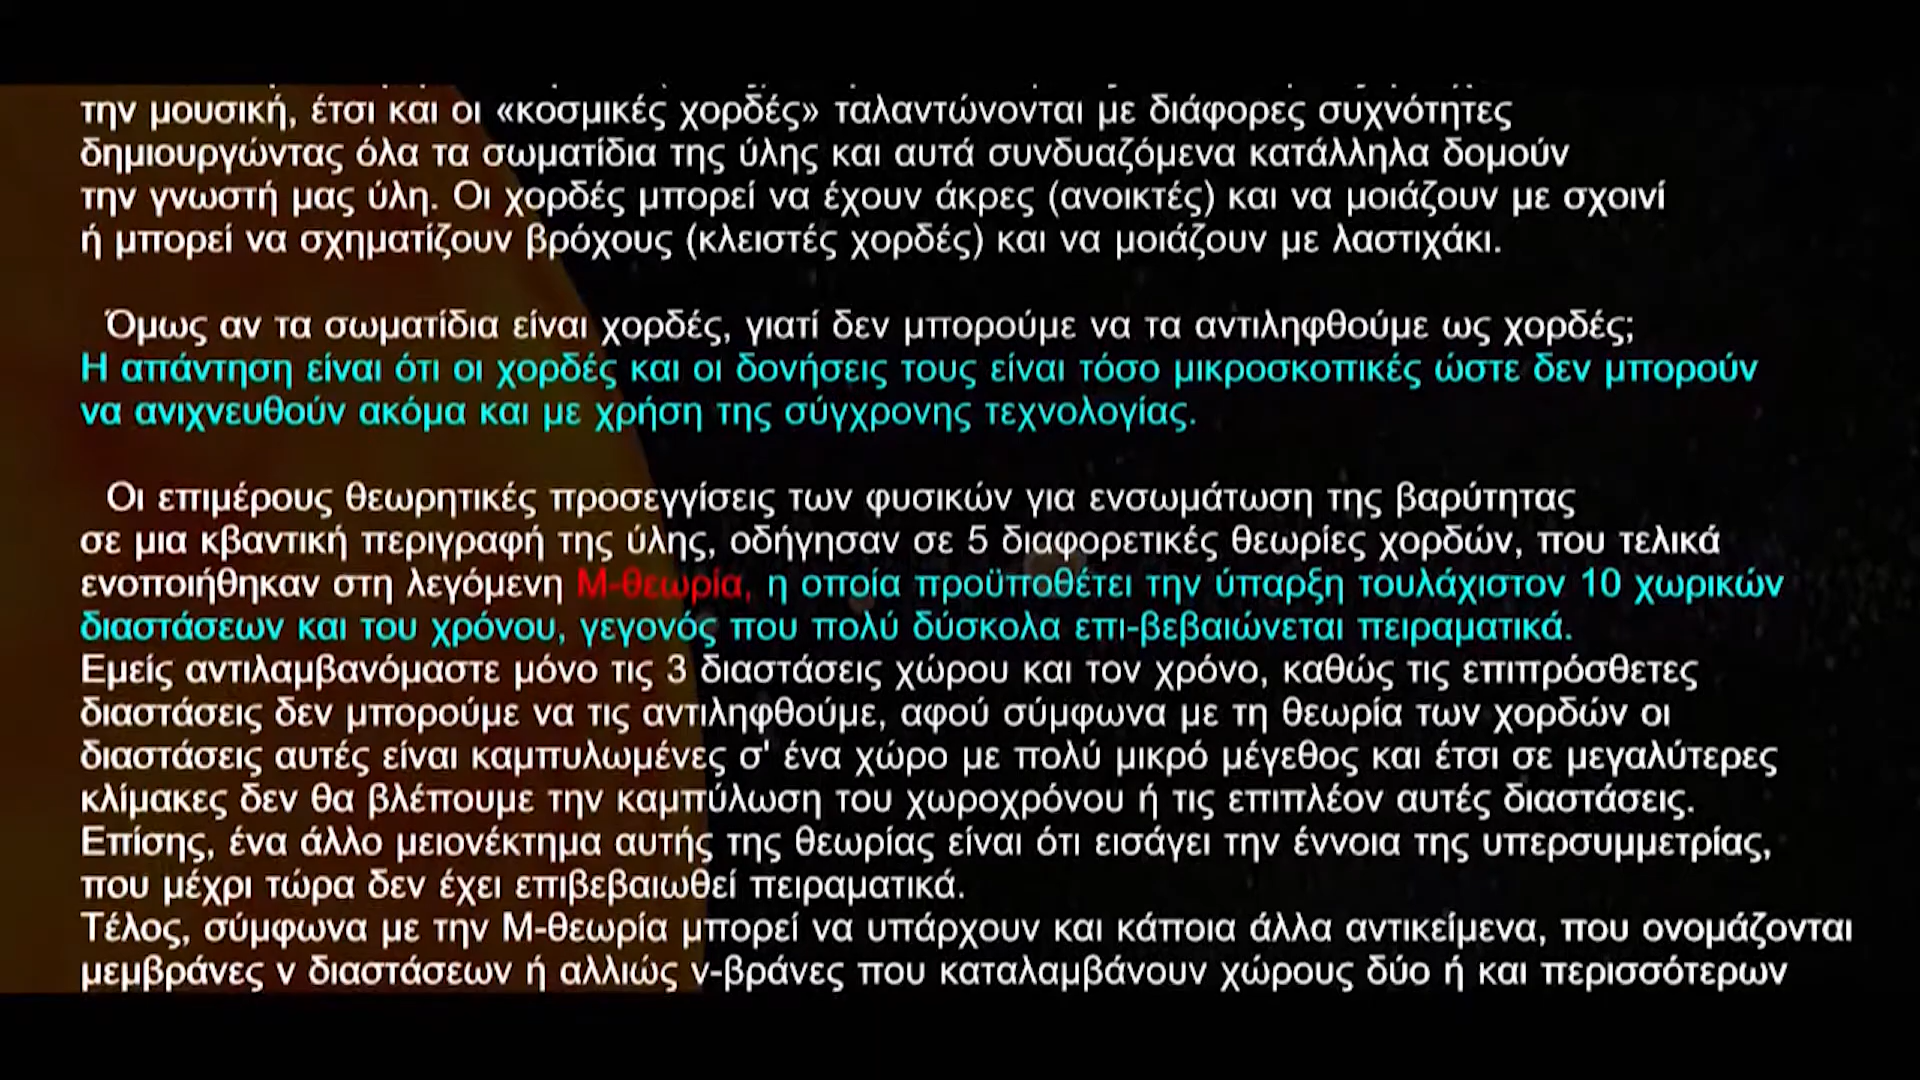 την μουσική, έτσι και οι «κοσμικές χορδές» ταλαντώνονται με διάφορες συχνότητες
δημιουργώντας όλα τα σωματίδια της ύλης και αυτά συνδυαζόμενα κατάλληλα δομούν
την γνωστή μας ύλη. Οι χορδές μπορεί να έχουν άκρες (ανοικτές) και να μοιάζουν με σχοινί
ή μπορεί να σχηματίζουν βρόχους (κλειστές χορδές) και να μοιάζουν με λαστιχάκι.
Όμως αν τα σωματίδια είναι χορδές, γιατί δεν μπορούμε να τα αντιληφθούμε ως χορδές;
Η απάντηση είναι ότι οι χορδές και οι δονήσεις τους είναι τόσο μικροσκοπικές ώστε δεν μπορούν
να ανιχνευθούν ακόμα και με χρήση της σύγχρονης τεχνολογίας.
Οι επιμέρους θεωρητικές προσεγγίσεις των φυσικών για ενσωμάτωση της βαρύτητας
σε μια κβαντική περιγραφή της ύλης, οδήγησαν σε 5 διαφορετικές θεωρίες χορδών, που τελικά
ενοποιήθηκαν στη λεγόμενη Μ-θεωρία, η οποία προϋποθέτει την ύπαρξη τουλάχιστον 10 χωρικών
διαστάσεων και του χρόνου, γεγονός που πολύ δύσκολα επι-βεβαιώνεται πειραματικά.
Εμείς αντιλαμβανόμαστε μόνο τις 3 διαστάσεις χώρου και τον χρόνο, καθώς τις επιπρόσθετες
διαστάσεις δεν μπορούμε να τις αντιληφθούμε, αφού σύμφωνα με τη θεωρία των χορδών οι
διαστάσεις αυτές είναι καμπυλωμένες σ' ένα χώρο με πολύ μικρό μέγεθος και έτσι σε μεγαλύτερες
κλίμακες δεν θα βλέπουμε την καμπύλωση του χωροχρόνου ή τις επιπλέον αυτές διαστάσεις.
Επίσης, ένα άλλο μειονέκτημα αυτής της θεωρίας είναι ότι εισάγει την έννοια της υπερσυμμετρίας,
που μέχρι τώρα δεν έχει επιβεβαιωθεί πειραματικά.
Τέλος, σύμφωνα με την Μ-θεωρία μπορεί να υπάρχουν και κάποια άλλα αντικείμενα, που ονομάζονται
μεμβράνες ν διαστάσεων ή αλλιώς ν-βράνες που καταλαμβάνουν χώρους δύο ή και περισσότερων